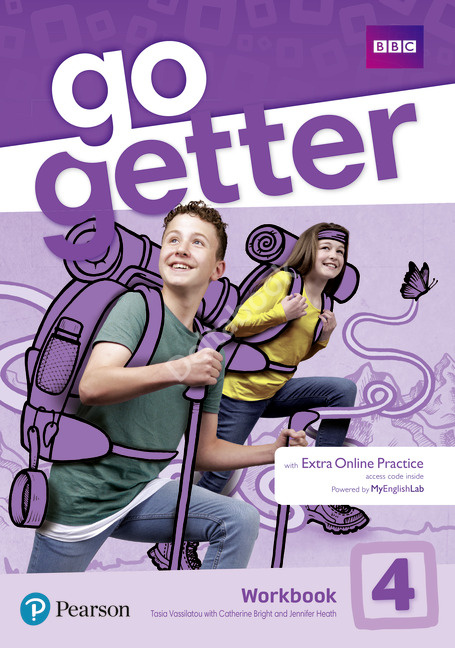 BBC
go
getter
with Extra Online Practice
access code inside
Powered by MyEnglishLab
Workbook
4
Tasia Vassilatou with Catherine Bright and Jennifer Heath
Pearson